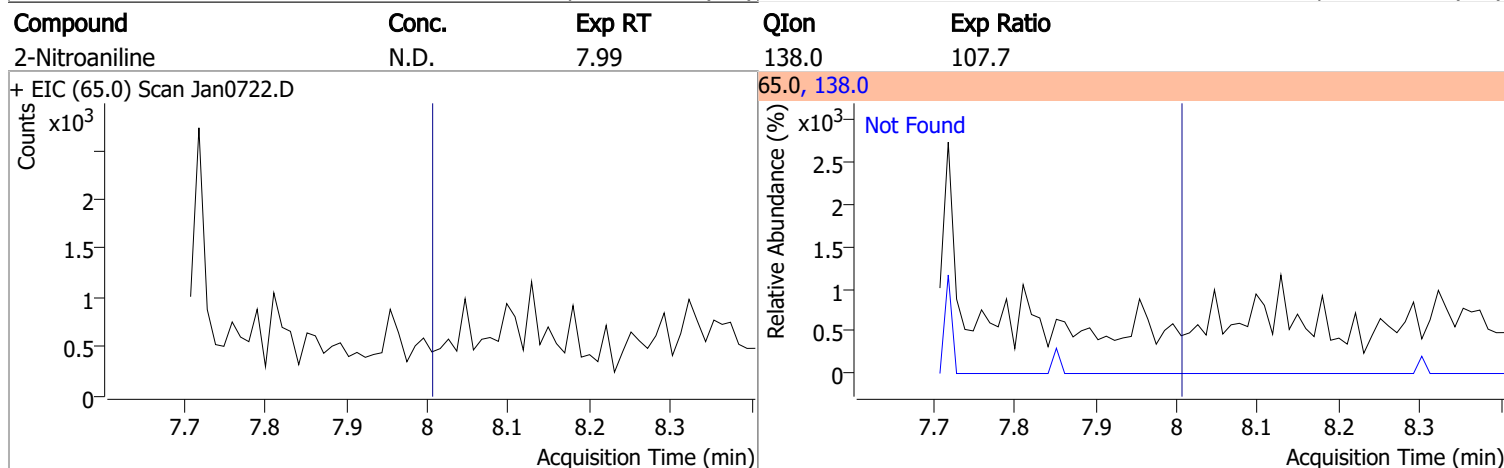 Compound Conc. Exp RT QIon Exp Ratio
2-Nitroaniline N.D. 7.99 138.0 107.7
+ EIC (65.0) Scan Jan0722.D
Counts
x10³
2
1.5
1
0.5
0
7.7 7.8 7.9 8 8.1 8.2 8.3
Acquisition Time (min)
65.0, 138.0
Relative Abundance (%)
x10³
Not Found
2.5
2
1.5
1
0.5
0
7.7 7.8 7.9 8 8.1 8.2 8.3
Acquisition Time (min)